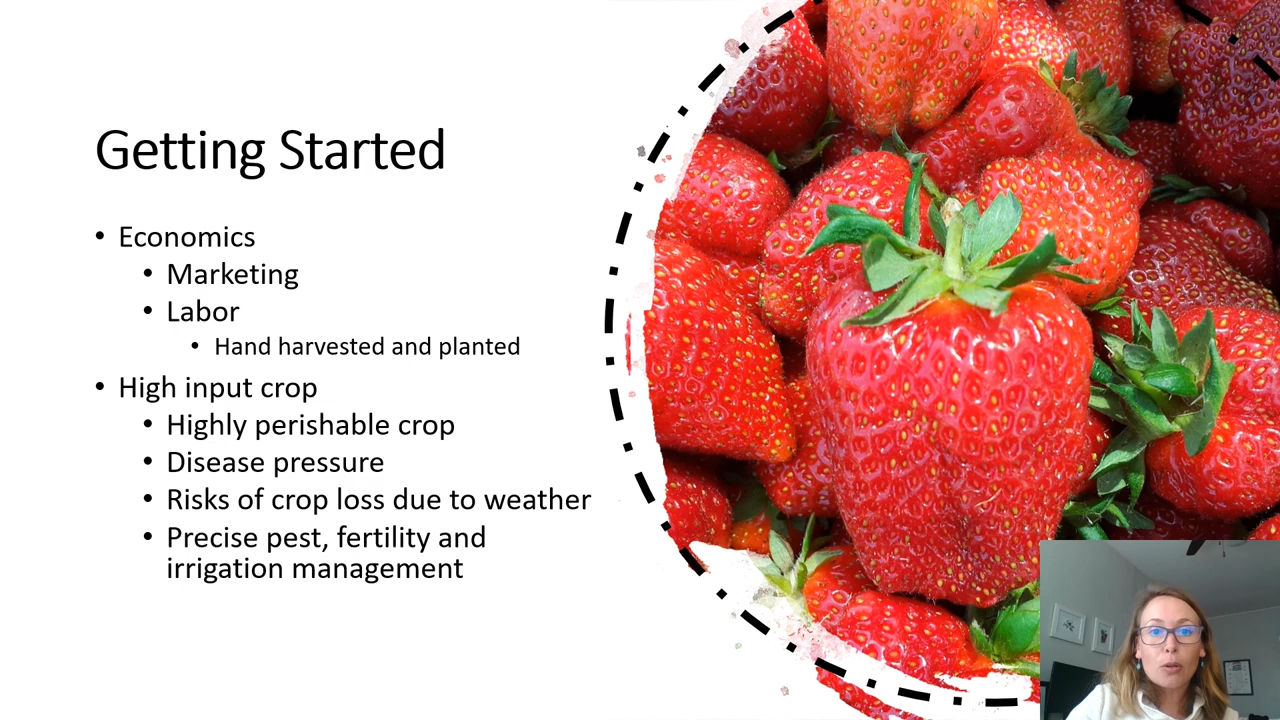 Getting Started
• Economics
• Marketing
• Labor
• Hand harvested and planted
• High input crop
• Highly perishable crop
• Disease pressure
• Risks of crop loss due to weather
• Precise pest, fertility and
irrigation management